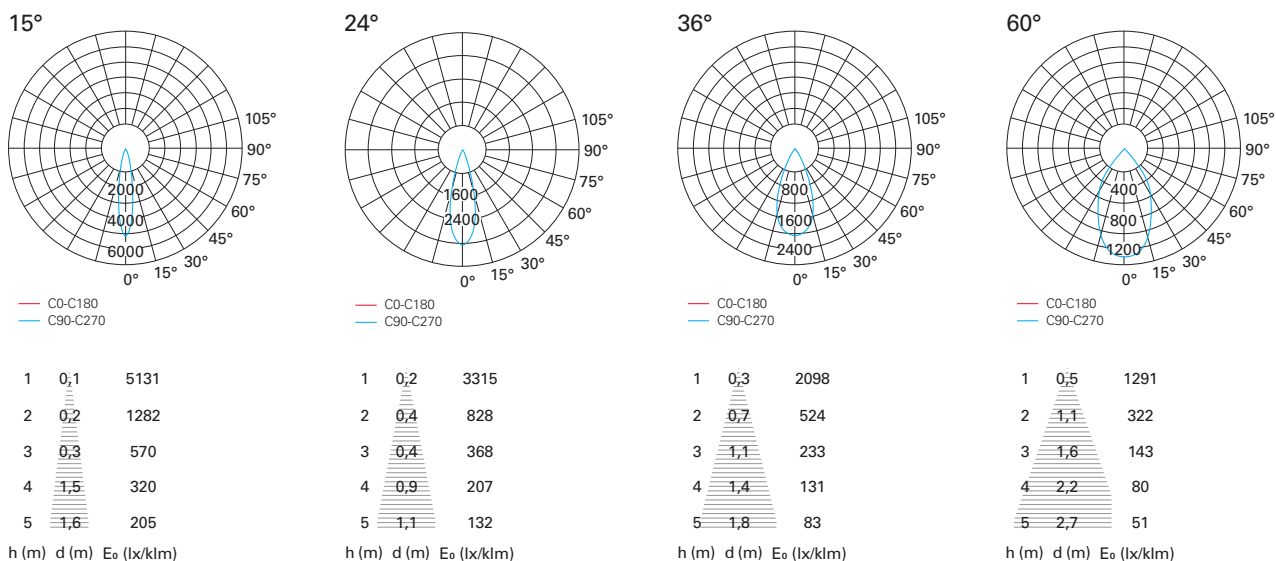 15°
105°
90°
75°
60°
45°
30°
15°
0°
2000
4000
6000
C0-C180
C90-C270
1 0,1 5131
2 0,2 1282
3 0,3 570
4 1,5 320
5 1,6 205
h (m) d (m) E₀ (lx/klm)
24°
105°
90°
75°
60°
45°
30°
15°
0°
1600
2400
C0-C180
C90-C270
1 0,2 3315
2 0,4 828
3 0,4 368
4 0,9 207
5 1,1 132
h (m) d (m) E₀ (lx/klm)
36°
105°
90°
75°
60°
45°
30°
15°
0°
800
1600
2400
C0-C180
C90-C270
1 0,3 2098
2 0,7 524
3 1,1 233
4 1,4 131
5 1,8 83
h (m) d (m) E₀ (lx/klm)
60°
105°
90°
75°
60°
45°
30°
15°
0°
400
800
1200
C0-C180
C90-C270
1 0,5 1291
2 1,1 322
3 1,6 143
4 2,2 80
5 2,7 51
h (m) d (m) E₀ (lx/klm)